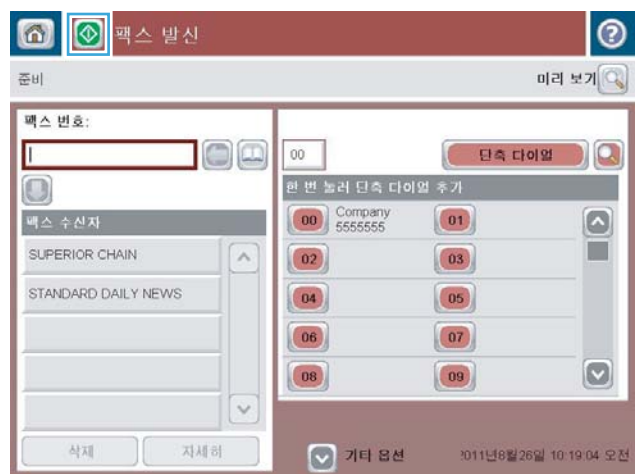 팩스 발신
준비
미리 보기
팩스 번호:
팩스 수신자
SUPERIOR CHAIN
STANDARD DAILY NEWS
삭제
자세히
00
단축 다이얼
한 번 눌러 단축 다이얼 추가
00 Company 5555555 01
02 03
04 05
06 07
08 09
기타 옵션
011년8월26일 10:19:04 오전